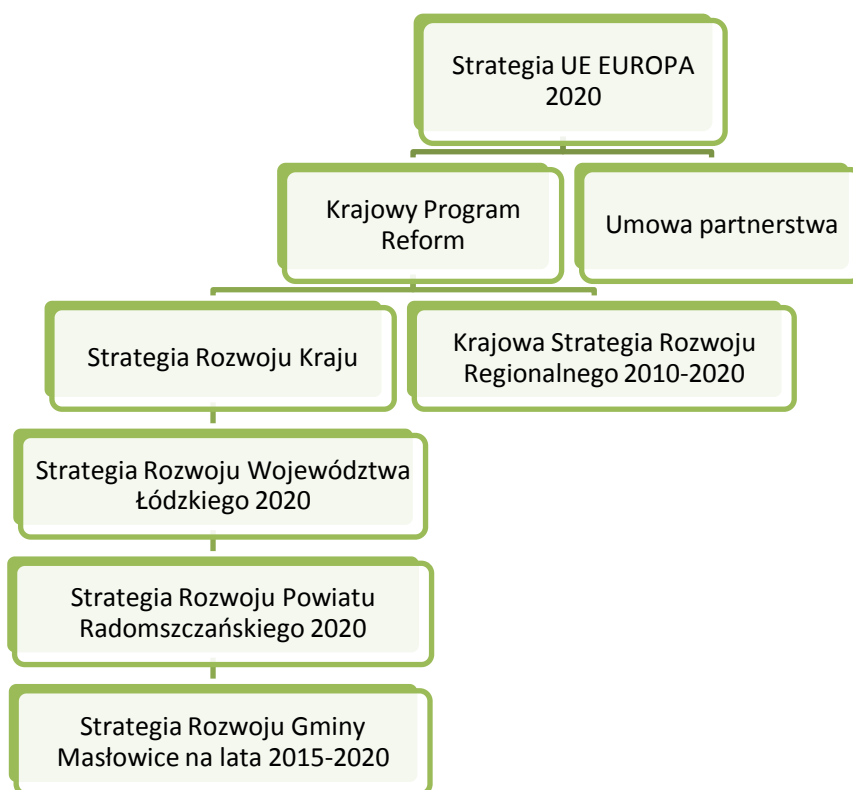 Strategia UE EUROPA
2020
Krajowy Program
Reform
Umowa partnerstwa
Strategia Rozwoju Kraju
Krajowa Strategia Rozwoju
Regionalnego 2010-2020
Strategia Rozwoju Województwa
Łódzkiego 2020
Strategia Rozwoju Powiatu
Radomszczańskiego 2020
Strategia Rozwoju Gminy
Masłowice na lata 2015-2020